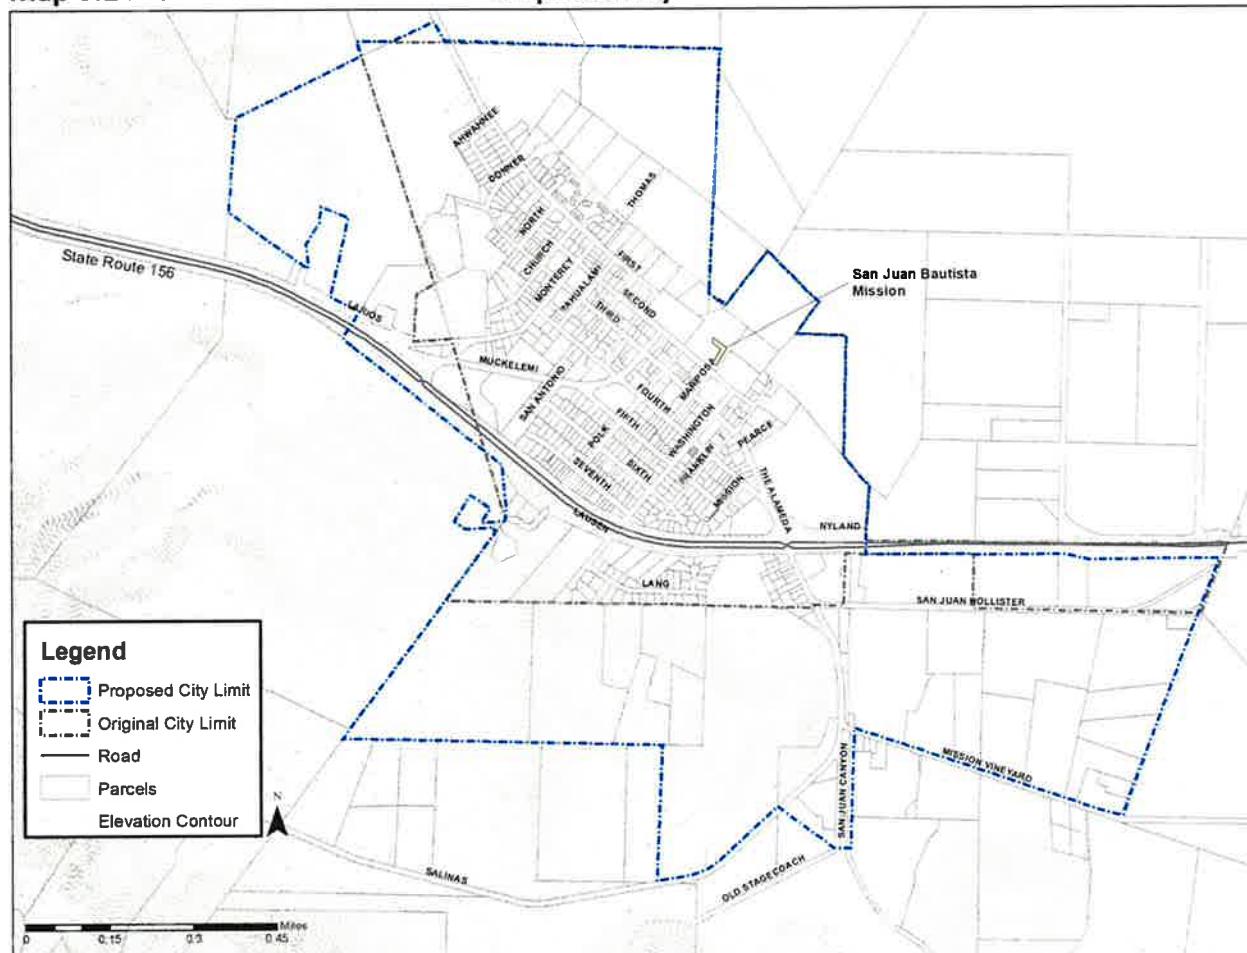 AHWAHNEE
DONNER
THOMAS
NORTH
CHURCH
MONTEREY
FIRST
SECOND
THIRD
State Route 156
San Juan Bautista
Mission
MUCKELEMI
SAN ANTONIO
FOURTH
MARIPOSA
FIFTH
WASHINGTON
POLK
SIXTH
FRANKLIN
PEARCE
SEVENTH
MISSION
THE ALAMEDA
LAUSEN
NYLAND
LANG
SAN JUAN HOLLISTER
Legend
Proposed City Limit
Original City Limit
Road
Parcels
Elevation Contour
N
SAN JUAN CANYON
MISSION VINEYARD
SALINAS
OLD STAGECOACH
Miles
0 0.15 0.3 0.45